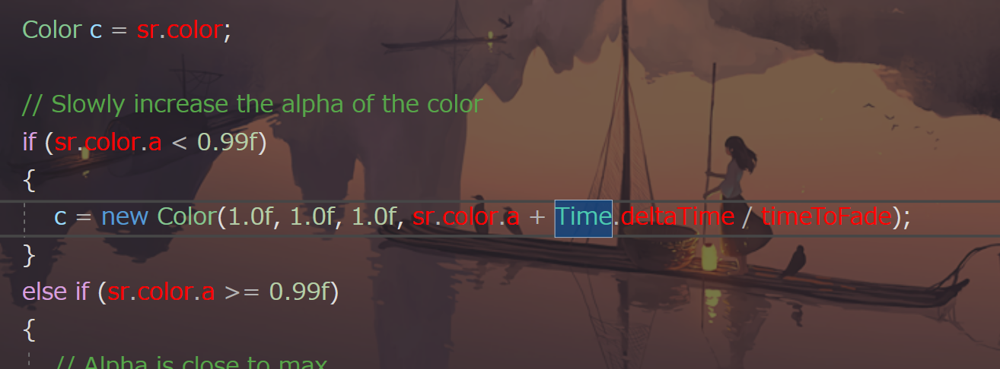 Color c = sr.color;
// Slowly increase the alpha of the color
if (sr.color.a < 0.99f)
{
c = new Color(1.0f, 1.0f, 1.0f, sr.color.a + Time.deltaTime / timeToFade);
}
else if (sr.color.a >= 0.99f)
{
// Alpha is close to max